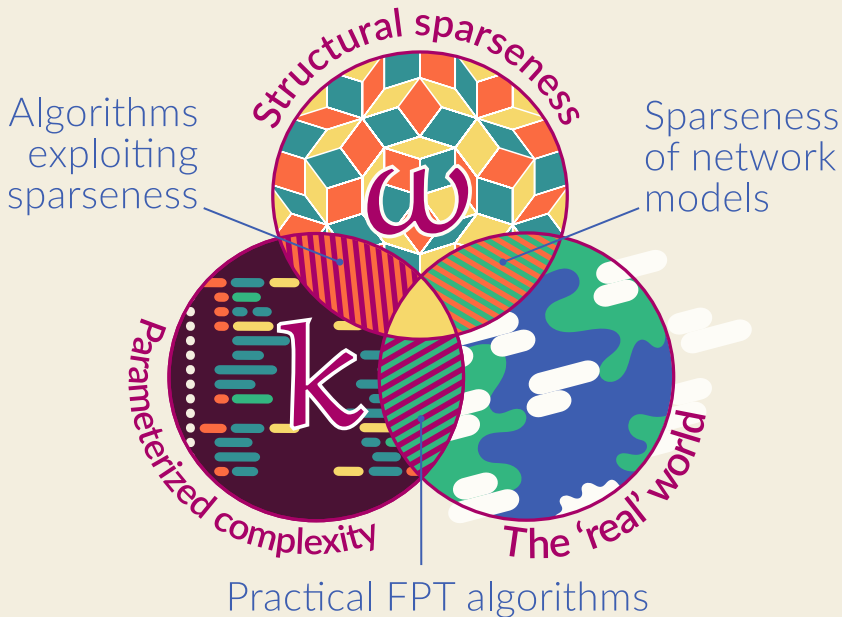 Structural sparseness
Algorithms
exploiting
sparseness
Sparseness
of network
models
ω
k
Parameterized complexity
The ‘real’ world
Practical FPT algorithms